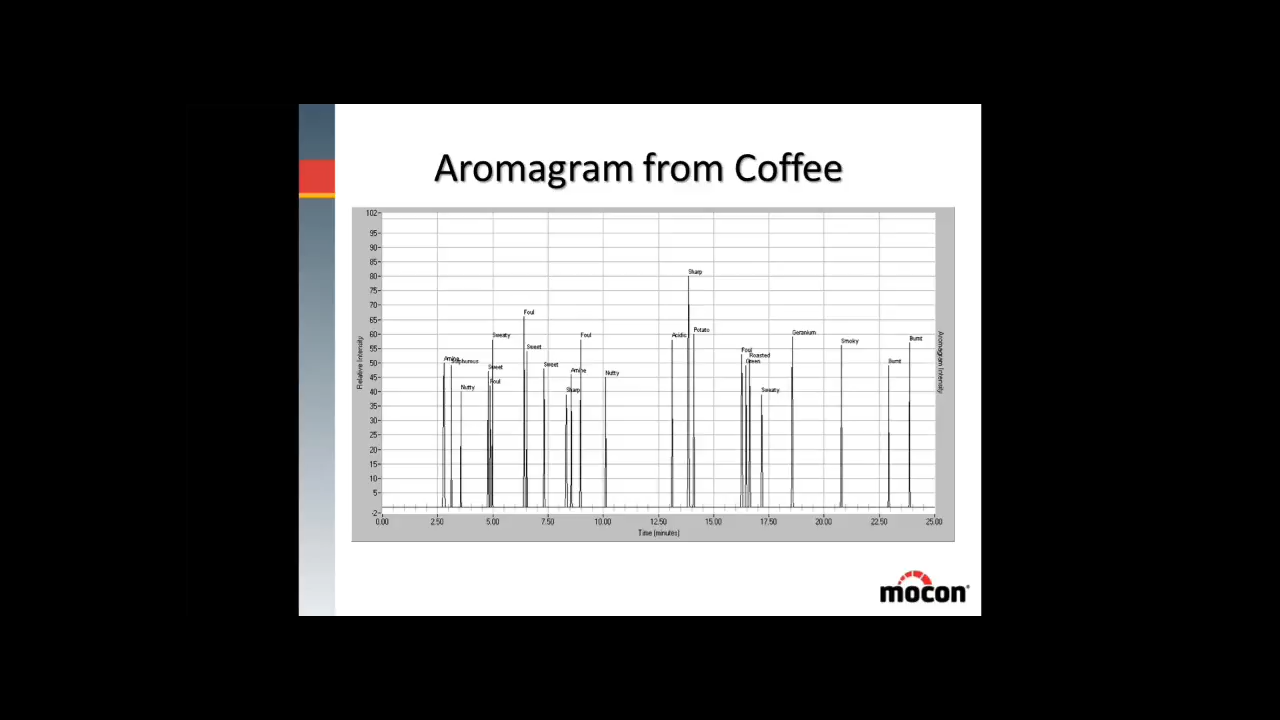 Aromagram from Coffee
102
95
90
85
80
75
70
65
60
55
50
45
40
35
30
25
20
15
10
5
-2
Relative Intensity
Aromagram Intensity
Amine
Sulphurous
Nutty
Sweet
Foul
Sweaty
Foul
Sweet
Sweet
Sharp
Amine
Foul
Nutty
Acidic
Sharp
Potato
Foul
Green
Roasted
Sweaty
Geranium
Smoky
Burnt
Burnt
0.00 2.50 5.00 7.50 10.00 12.50 15.00 17.50 20.00 22.50 25.00
Time (minutes)
mocon®